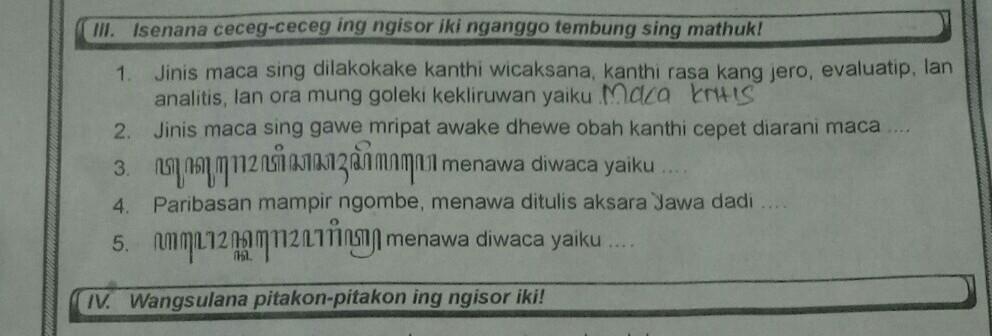 III. Isenana ceceg-ceceg ing ngisor iki nganggo tembung sing mathuk!
1. Jinis maca sing dilakokake kanthi wicaksana, kanthi rasa kang jero, evaluatip, lan
analitis, lan ora mung goleki kekliruwan yaiku Maca kritis
2. Jinis maca sing gawe mripat awake dhewe obah kanthi cepet diarani maca ....
3. menawa diwaca yaiku ....
4. Paribasan mampir ngombe, menawa ditulis aksara Jawa dadi ....
5. menawa diwaca yaiku ....
IV. Wangsulana pitakon-pitakon ing ngisor iki!